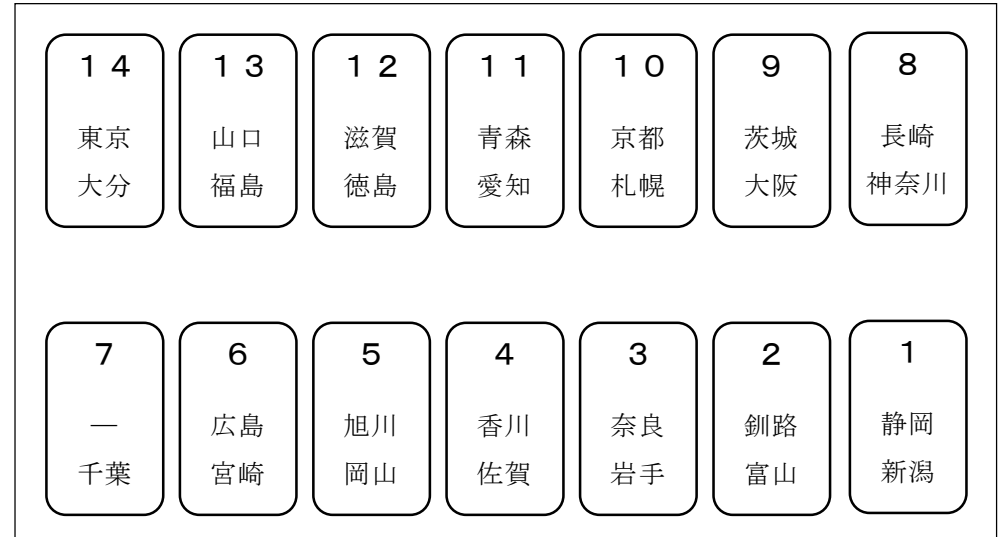 14
東京
大分
13
山口
福島
12
滋賀
徳島
11
青森
愛知
10
京都
札幌
9
茨城
大阪
8
長崎
神奈川
7
―
千葉
6
広島
宮崎
5
旭川
岡山
4
香川
佐賀
3
奈良
岩手
2
釧路
富山
1
静岡
新潟